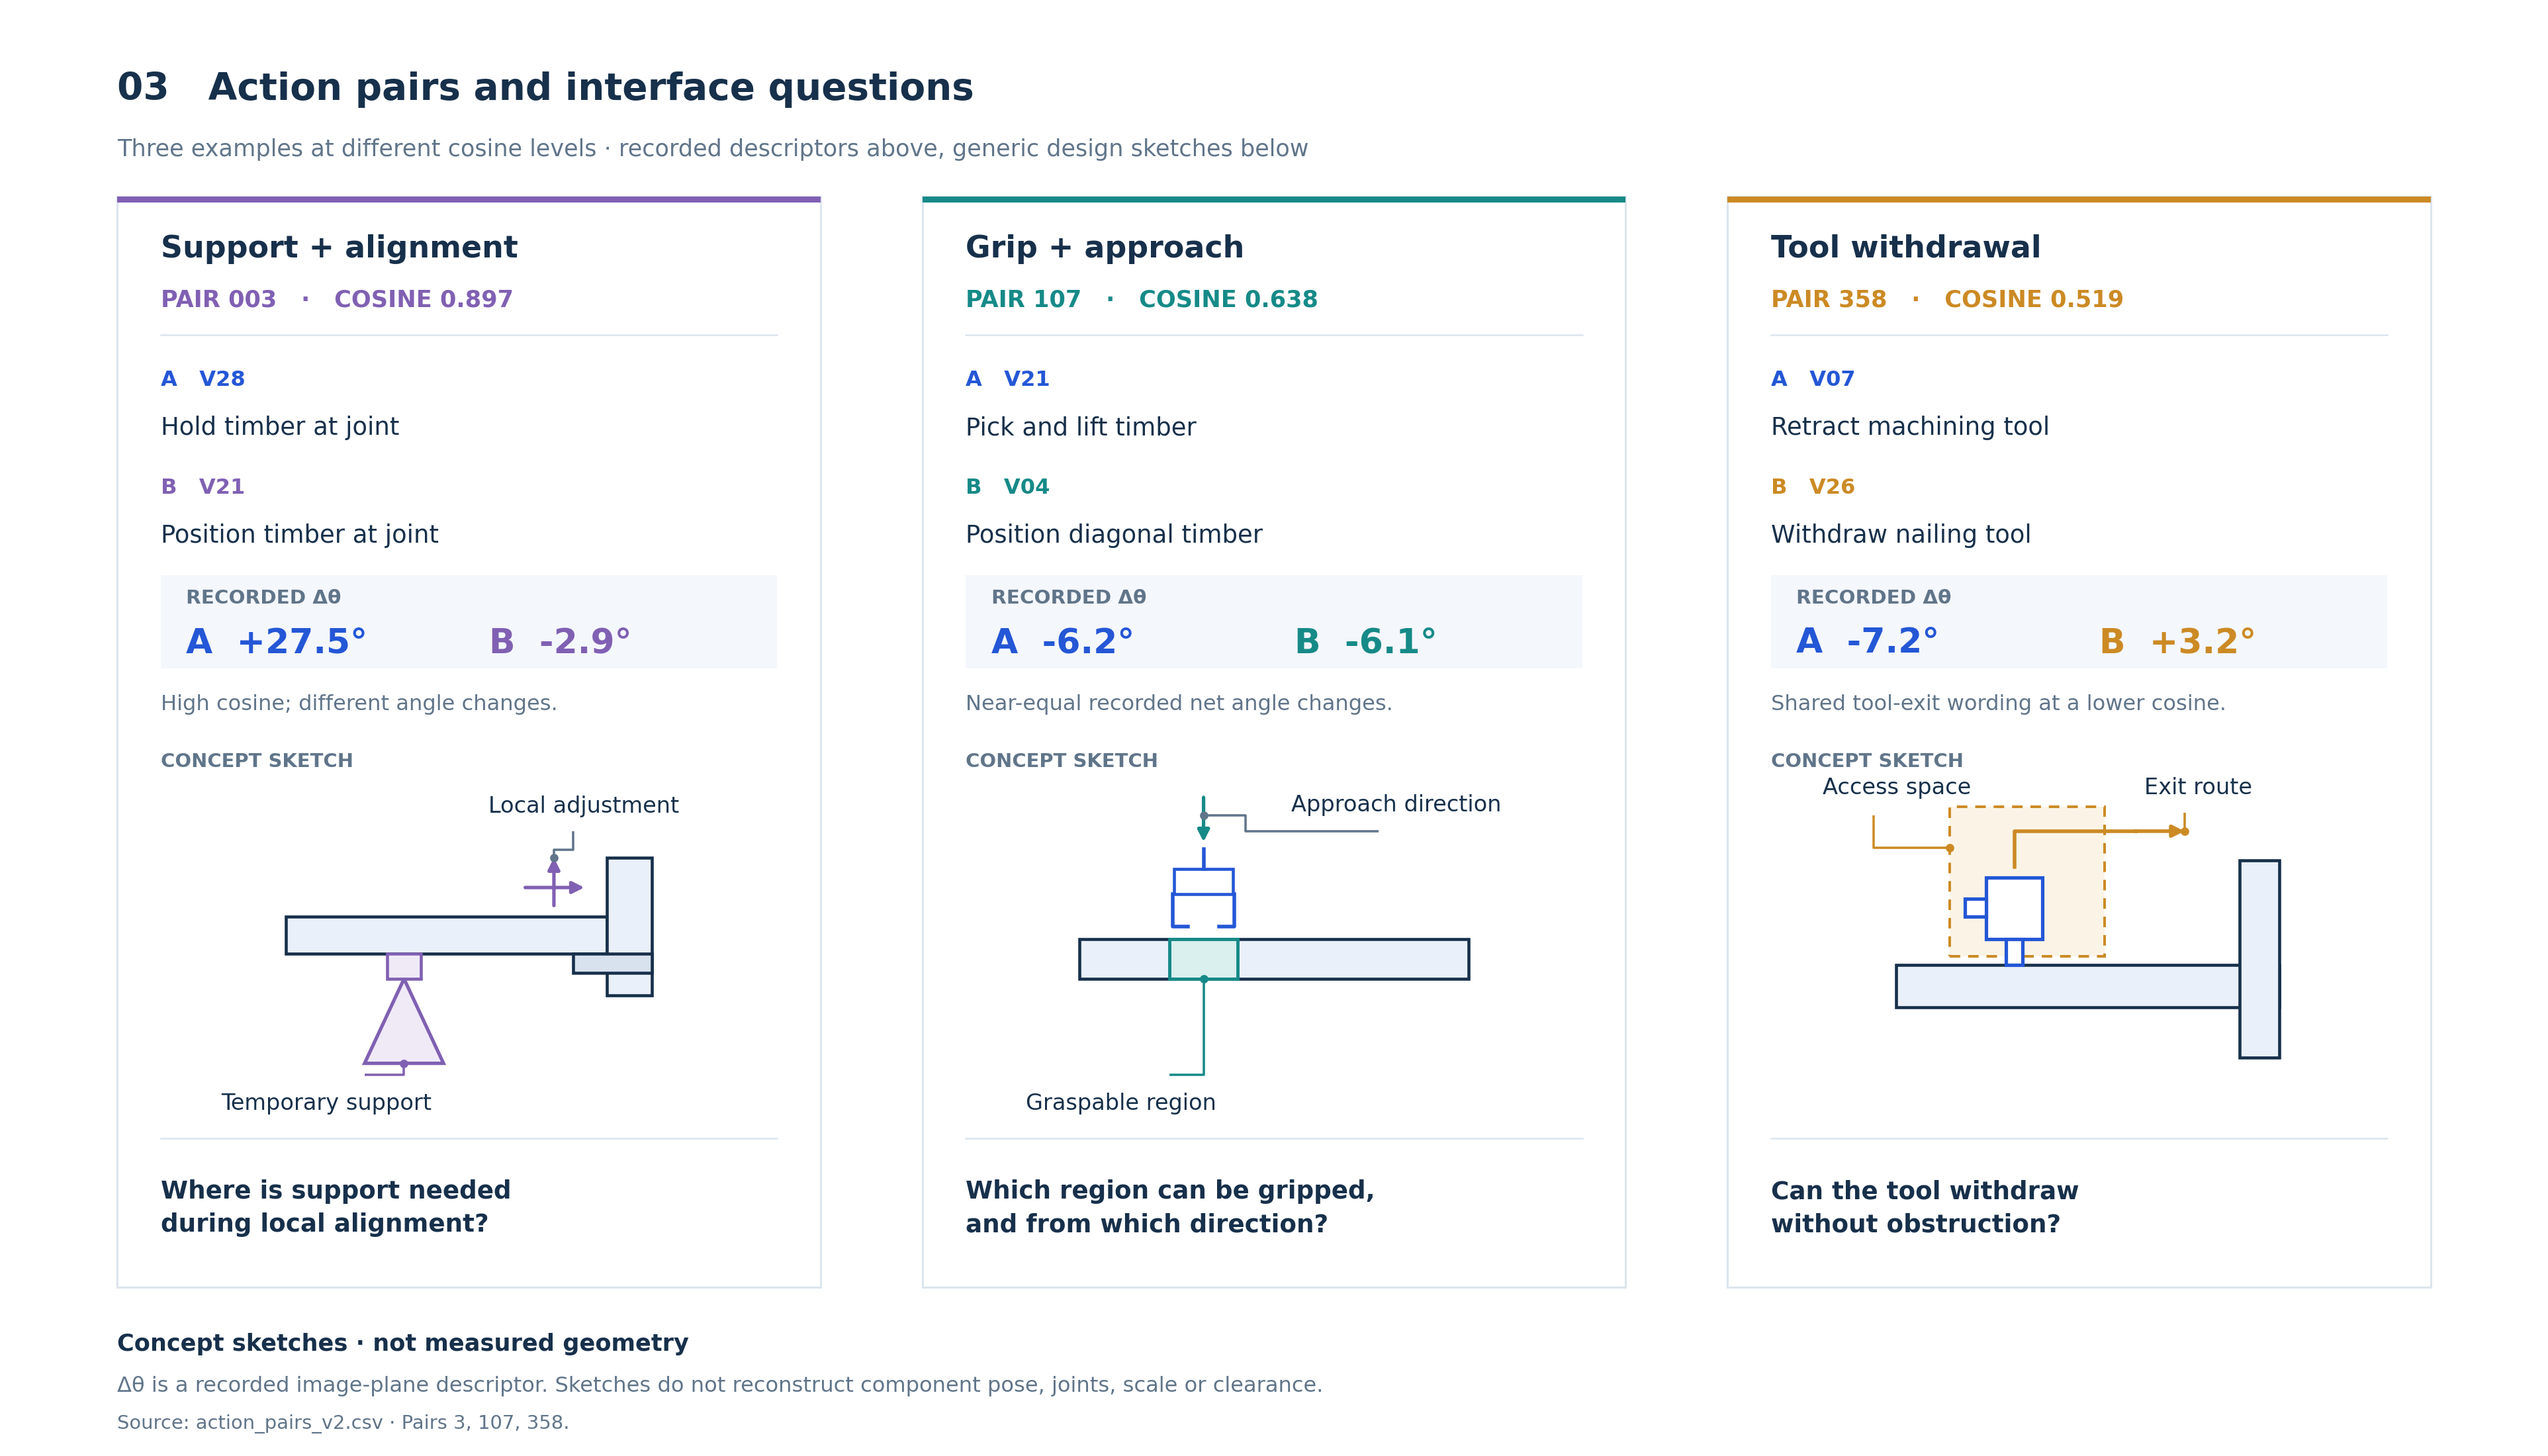 03 Action pairs and interface questions
Three examples at different cosine levels · recorded descriptors above, generic design sketches below
Support + alignment
PAIR 003 · COSINE 0.897
A V28
Hold timber at joint
B V21
Position timber at joint
RECORDED Δθ
A +27.5° B -2.9°
High cosine; different angle changes.
CONCEPT SKETCH
Local adjustment
Temporary support
Where is support needed
during local alignment?
Grip + approach
PAIR 107 · COSINE 0.638
A V21
Pick and lift timber
B V04
Position diagonal timber
RECORDED Δθ
A -6.2° B -6.1°
Near-equal recorded net angle changes.
CONCEPT SKETCH
Approach direction
Graspable region
Which region can be gripped,
and from which direction?
Tool withdrawal
PAIR 358 · COSINE 0.519
A V07
Retract machining tool
B V26
Withdraw nailing tool
RECORDED Δθ
A -7.2° B +3.2°
Shared tool-exit wording at a lower cosine.
CONCEPT SKETCH
Access space Exit route
Can the tool withdraw
without obstruction?
Concept sketches · not measured geometry
Δθ is a recorded image-plane descriptor. Sketches do not reconstruct component pose, joints, scale or clearance.
Source: action_pairs_v2.csv · Pairs 3, 107, 358.